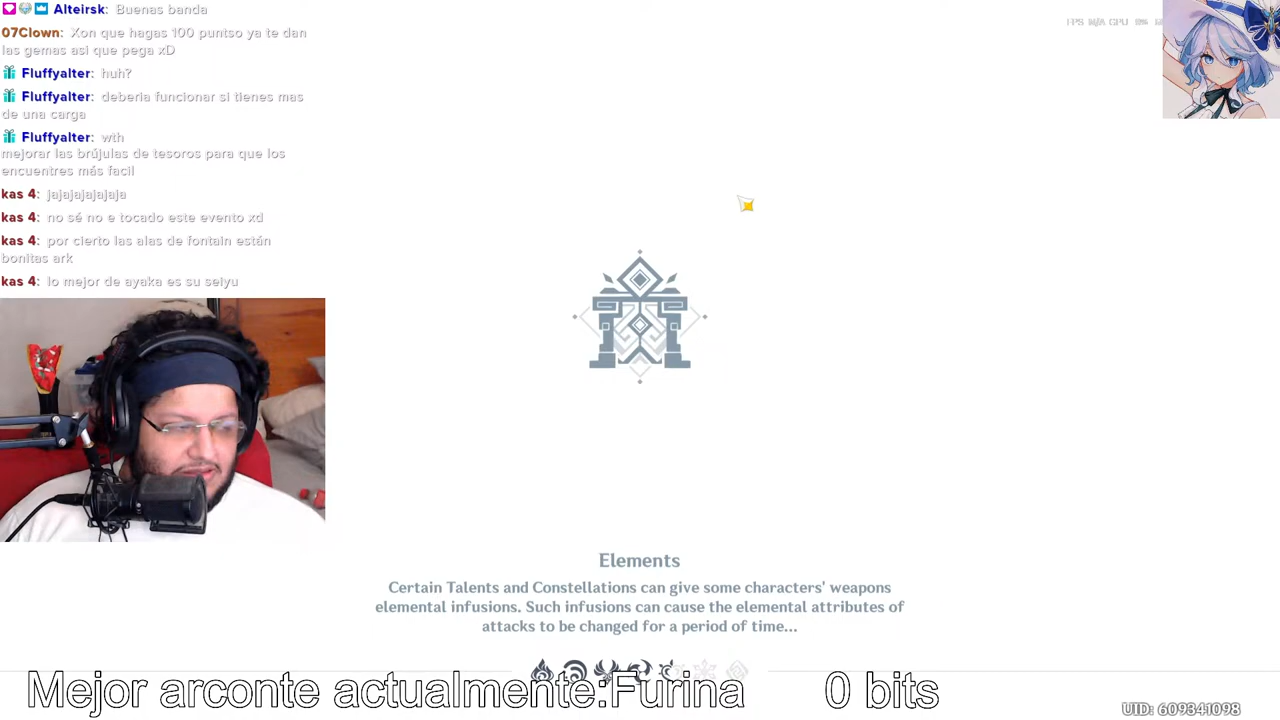 Alteirsk: Buenas banda
07Clown: Xon que hagas 100 puntso ya te dan
las gemas asi que pega xD
Fluffyalter: huh?
Fluffyalter: deberia funcionar si tienes mas
de una carga
Fluffyalter: wth
mejorar las brújulas de tesoros para que los
encuentres más facil
kas 4: jajajajajajaja
kas 4: no sé no e tocado este evento xd
kas 4: por cierto las alas de fontain están
bonitas ark
kas 4: lo mejor de ayaka es su seiyu
FPS N/A GPU
Elements
Certain Talents and Constellations can give some characters' weapons
elemental infusions. Such infusions can cause the elemental attributes of
attacks to be changed for a period of time...
Mejor arconte actualmente:Furina 0 bits
UID: 609341098